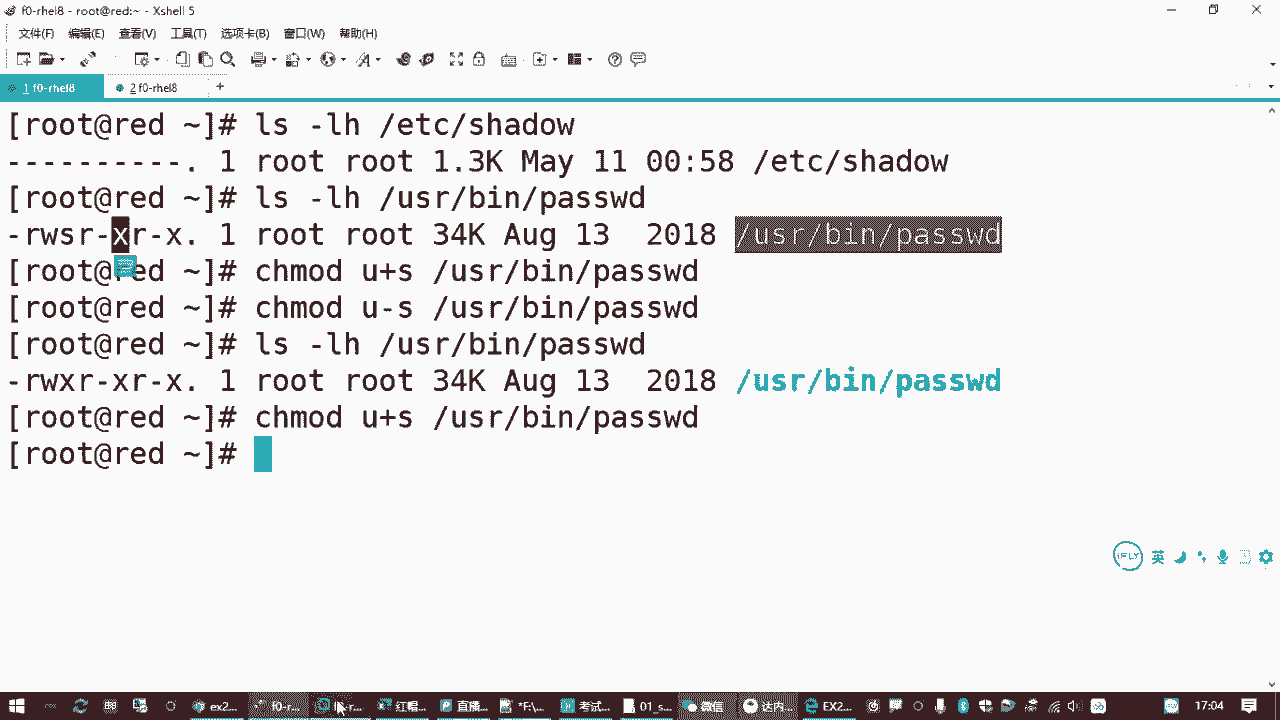 f0-rhel8 - root@red:~ - Xshell 5
文件(F) 编辑(E) 查看(V) 工具(T) 选项卡(B) 窗口(W) 帮助(H)
1 f0-rhel8 2 f0-rhel8 +
[root@red ~]# ls -lh /etc/shadow
----------. 1 root root 1.3K May 11 00:58 /etc/shadow
[root@red ~]# ls -lh /usr/bin/passwd
-rwsr-xr-x. 1 root root 34K Aug 13  2018 /usr/bin/passwd
[root@red ~]# chmod u+s /usr/bin/passwd
[root@red ~]# chmod u-s /usr/bin/passwd
[root@red ~]# ls -lh /usr/bin/passwd
-rwxr-xr-x. 1 root root 34K Aug 13  2018 /usr/bin/passwd
[root@red ~]# chmod u+s /usr/bin/passwd
[root@red ~]#
iFLY 英
ex2... f0-r... 红帽... 直播... *F:\... 考试... 01_s... 微信 达内... EX2... 17:04